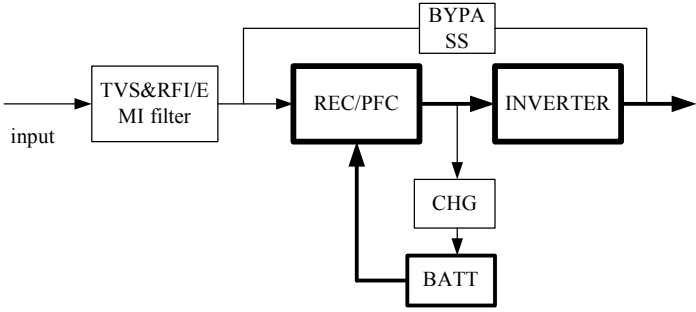 BYPA
SS
TVS&RFI/E
MI filter
REC/PFC
INVERTER
input
CHG
BATT